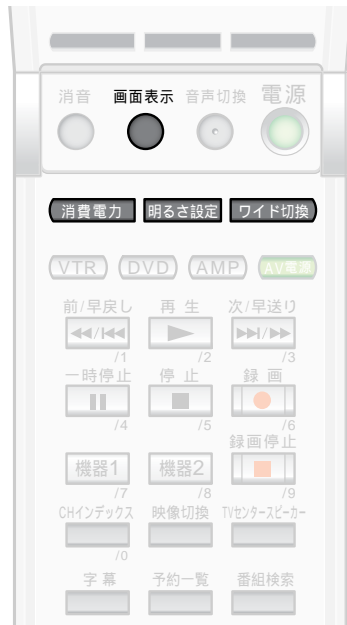 消音 画面表示 音声切換 電源
消費電力 明るさ設定 ワイド切換
VTR DVD AMP AV電源
前/早戻し 再生 次/早送り
/1 /2 /3
一時停止 停止 録画
/4 /5 /6
録画停止
機器1 機器2
/7 /8 /9
CHインデックス 映像切換 TVセンタースピーカー
/0
字幕 予約一覧 番組検索